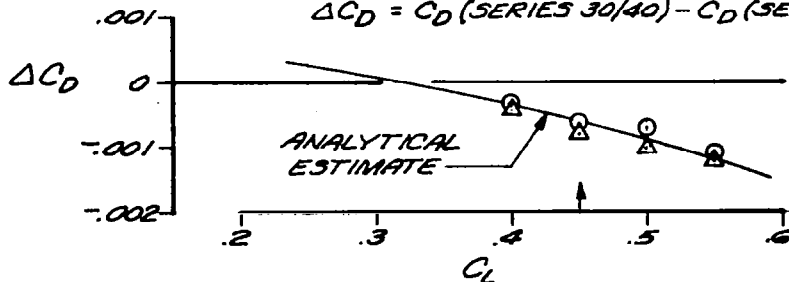 ΔC_D = C_D (SERIES 30/40) - C_D (SE
.001
ΔC_D
0
-.001
-.002
ANALYTICAL
ESTIMATE
.2 .3 .4 .5 .6
C_L